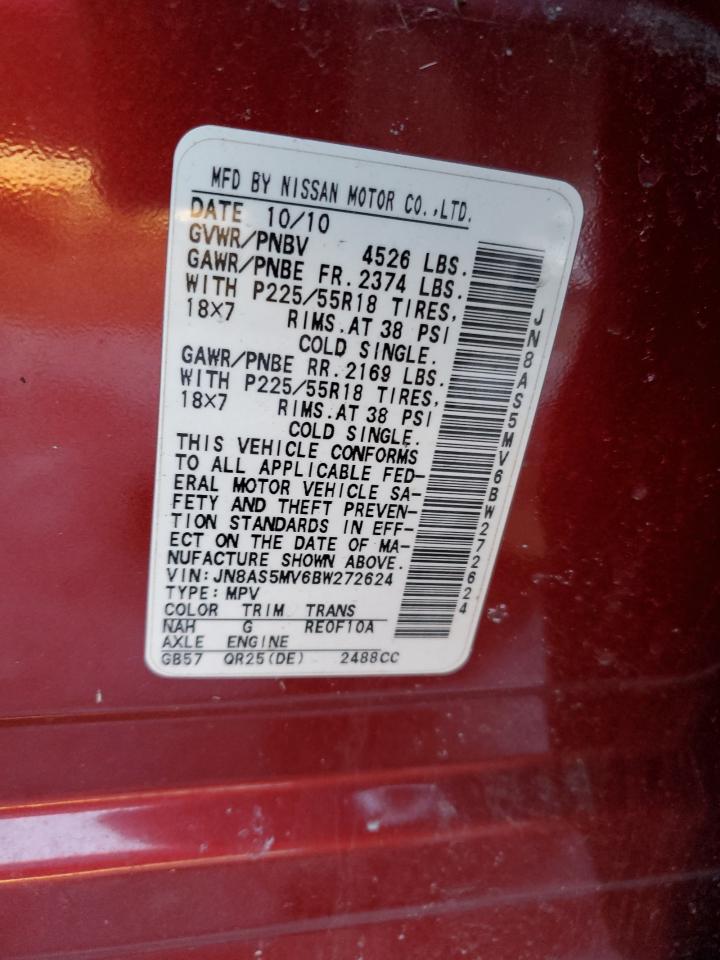 MFD BY NISSAN MOTOR CO.,LTD.
DATE 10/10
GVWR/PNBV 4526 LBS.
GAWR/PNBE FR. 2374 LBS.
WITH P225/55R18 TIRES,
18X7 RIMS.AT 38 PSI
COLD SINGLE.
GAWR/PNBE RR. 2169 LBS.
WITH P225/55R18 TIRES,
18X7 RIMS.AT 38 PSI
COLD SINGLE.
THIS VEHICLE CONFORMS
TO ALL APPLICABLE FED-
ERAL MOTOR VEHICLE SA-
FETY AND THEFT PREVEN-
TION STANDARDS IN EFF-
ECT ON THE DATE OF MA-
NUFACTURE SHOWN ABOVE.
VIN:JN8AS5MV6BW272624
TYPE:MPV
COLOR TRIM TRANS
NAH G RE0F10A
AXLE ENGINE
GB57 QR25(DE) 2488CC
JN8AS5MV6BW272624